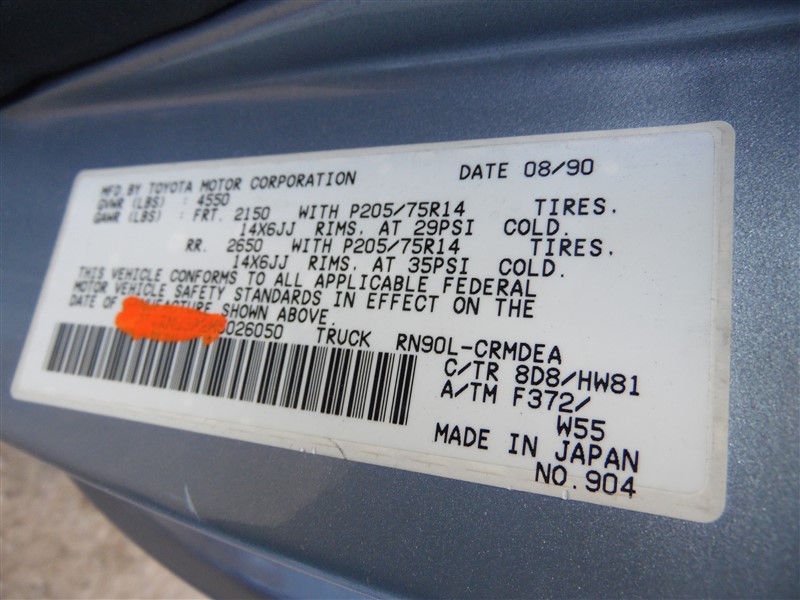 MFD. BY TOYOTA MOTOR CORPORATION DATE 08/90
GVWR (LBS) : 4550
GAWR (LBS) : FRT. 2150 WITH P205/75R14 TIRES.
14X6JJ RIMS. AT 29PSI COLD.
RR. 2650 WITH P205/75R14 TIRES.
14X6JJ RIMS. AT 35PSI COLD.
THIS VEHICLE CONFORMS TO ALL APPLICABLE FEDERAL
MOTOR VEHICLE SAFETY STANDARDS IN EFFECT ON THE
DATE OF SHOWN ABOVE.
026050 TRUCK RN90L-CRMDEA
C/TR 8D8/HW81
A/TM F372/
W55
MADE IN JAPAN
NO.904